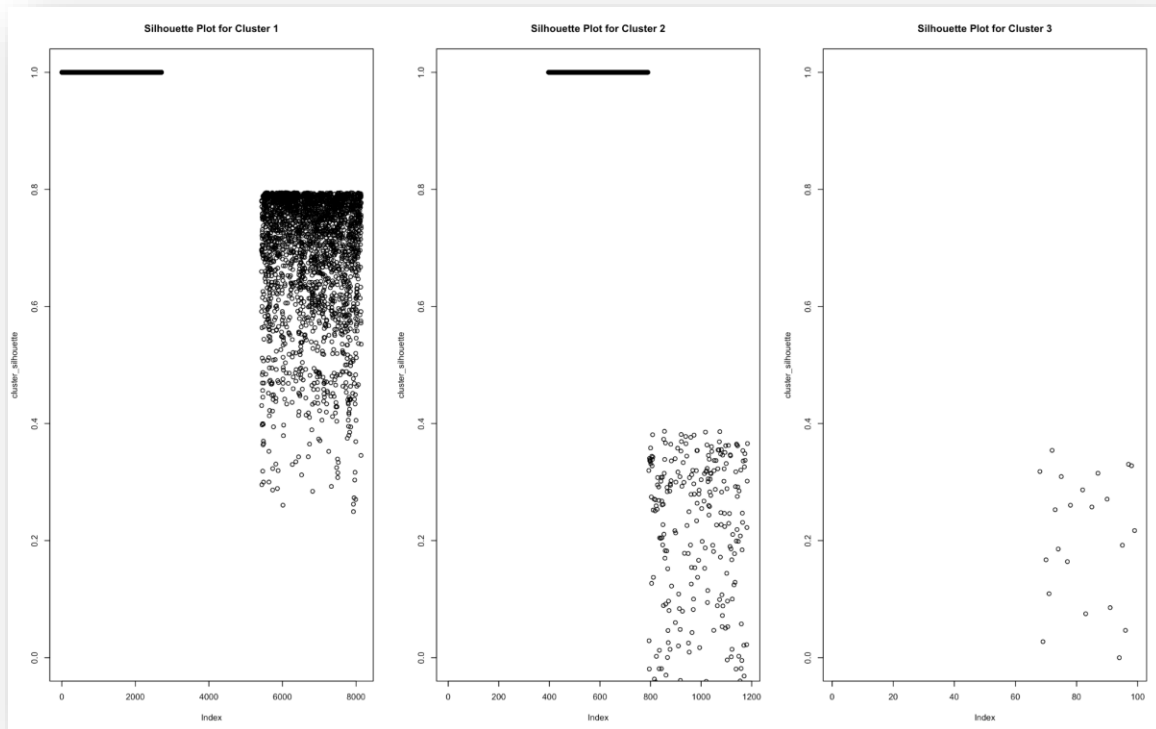 Silhouette Plot for Cluster 1
cluster_silhouette
1.0
0.8
0.6
0.4
0.2
0.0
0 2000 4000 6000 8000
Index
Silhouette Plot for Cluster 2
cluster_silhouette
1.0
0.8
0.6
0.4
0.2
0.0
0 200 400 600 800 1000 1200
Index
Silhouette Plot for Cluster 3
cluster_silhouette
1.0
0.8
0.6
0.4
0.2
0.0
0 20 40 60 80 100
Index